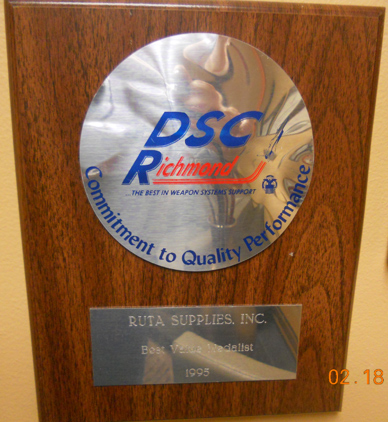 DSC
Richmond
THE BEST IN WEAPON SYSTEMS SUPPORT
Commitment to Quality Performance
RUTA SUPPLIES, INC.
Best Value Medalist
1995
02.18